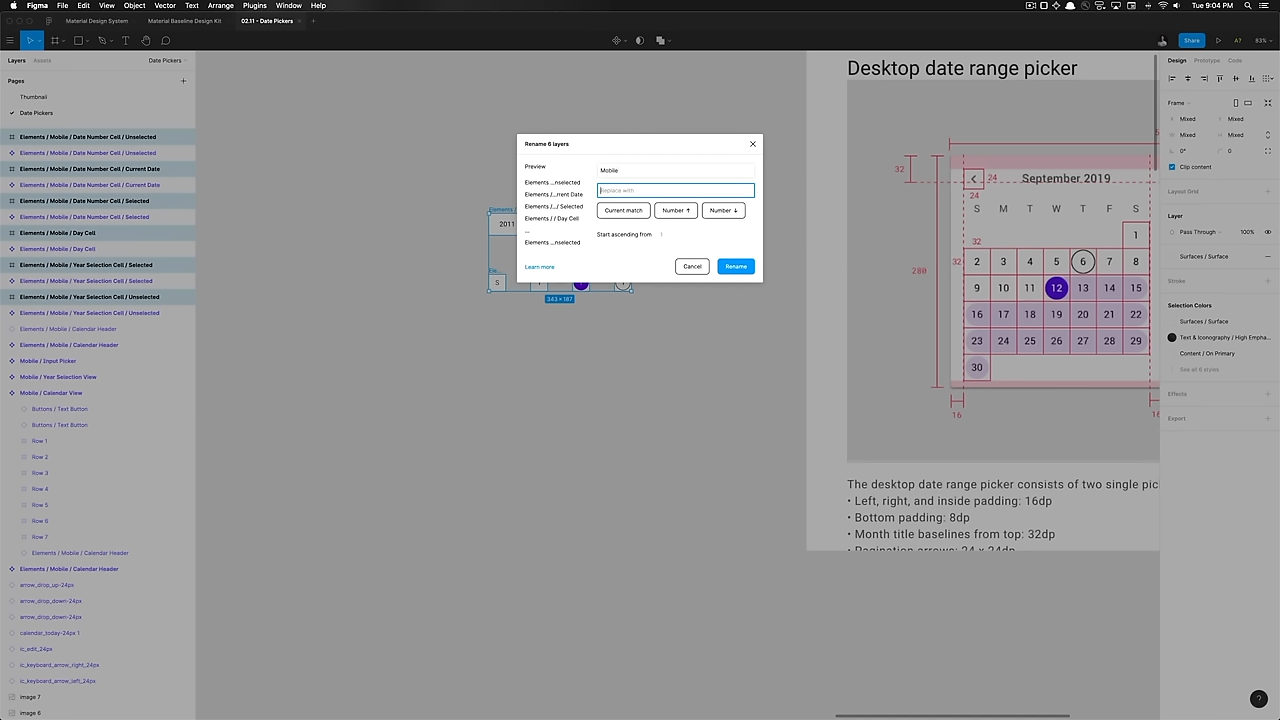 Figma File Edit View Object Vector Text Arrange Plugins Window Help Tue 9:04 PM
Material Design System Material Baseline Design Kit 02.11 - Date Pickers
Share A? 83%
Layers Assets Date Pickers
Pages
Thumbnail
Date Pickers
Elements / Mobile / Date Number Cell / Unselected
Elements / Mobile / Date Number Cell / Unselected
Elements / Mobile / Date Number Cell / Current Date
Elements / Mobile / Date Number Cell / Current Date
Elements / Mobile / Date Number Cell / Selected
Elements / Mobile / Date Number Cell / Selected
Elements / Mobile / Day Cell
Elements / Mobile / Day Cell
Elements / Mobile / Year Selection Cell / Selected
Elements / Mobile / Year Selection Cell / Selected
Elements / Mobile / Year Selection Cell / Unselected
Elements / Mobile / Year Selection Cell / Unselected
Elements / Mobile / Calendar Header
Elements / Mobile / Calendar Header
Mobile / Input Picker
Mobile / Year Selection View
Mobile / Calendar View
Buttons / Text Button
Buttons / Text Button
Row 1
Row 2
Row 3
Row 4
Row 5
Row 6
Row 7
Elements / Mobile / Calendar Header
Elements / Mobile / Calendar Header
arrow_drop_up-24px
arrow_drop_down-24px
arrow_drop_down-24px
calendar_today-24px 1
ic_edit_24px
ic_keyboard_arrow_right_24px
ic_keyboard_arrow_left_24px
image 7
image 6
Elements /
2011
Ele...
S
343 × 187
Rename 6 layers
Preview
Elements ...nselected
Elements /...rrent Date
Elements /.../ Selected
Elements / / Day Cell
...
Elements ...nselected
Learn more
Mobile
Replace with
Current match Number ↑ Number ↓
Start ascending from 1
Cancel Rename
Desktop date range picker
32
24
September 2019
24
S M T W T F S
32
1
32 2 3 4 5 6 7 8
280
9 10 11 12 13 14 15
16 17 18 19 20 21 22
23 24 25 26 27 28 29
30
16 16
The desktop date range picker consists of two single pic
• Left, right, and inside padding: 16dp
• Bottom padding: 8dp
• Month title baselines from top: 32dp
• Pagination arrows: 24 x 24dp
Design Prototype Code
Frame
X Mixed Y Mixed
W Mixed H Mixed
0° 0
Clip content
Layout Grid
Layer
Pass Through 100%
Surfaces / Surface
Stroke
Selection Colors
Surfaces / Surface
Text & Iconography / High Empha...
Content / On Primary
See all 6 styles
Effects
Export
?